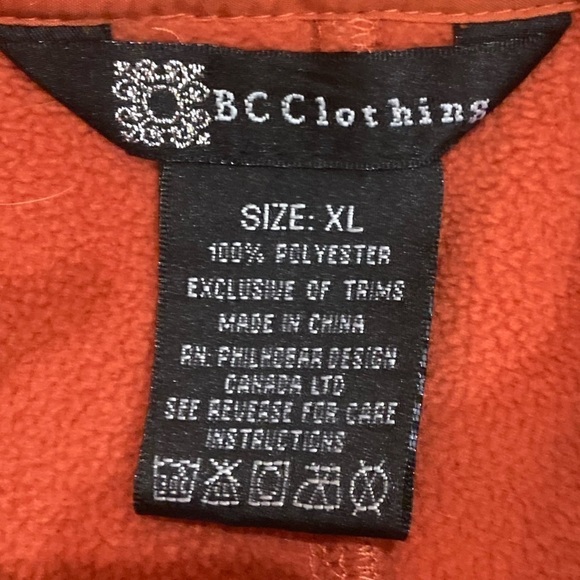 BC Clothing
SIZE: XL
100% POLYESTER
EXCLUSIVE OF TRIMS
MADE IN CHINA
RN: PHILMOBAR DESIGN
CANADA LTD
SEE REVERSE FOR CARE
INSTRUCTIONS